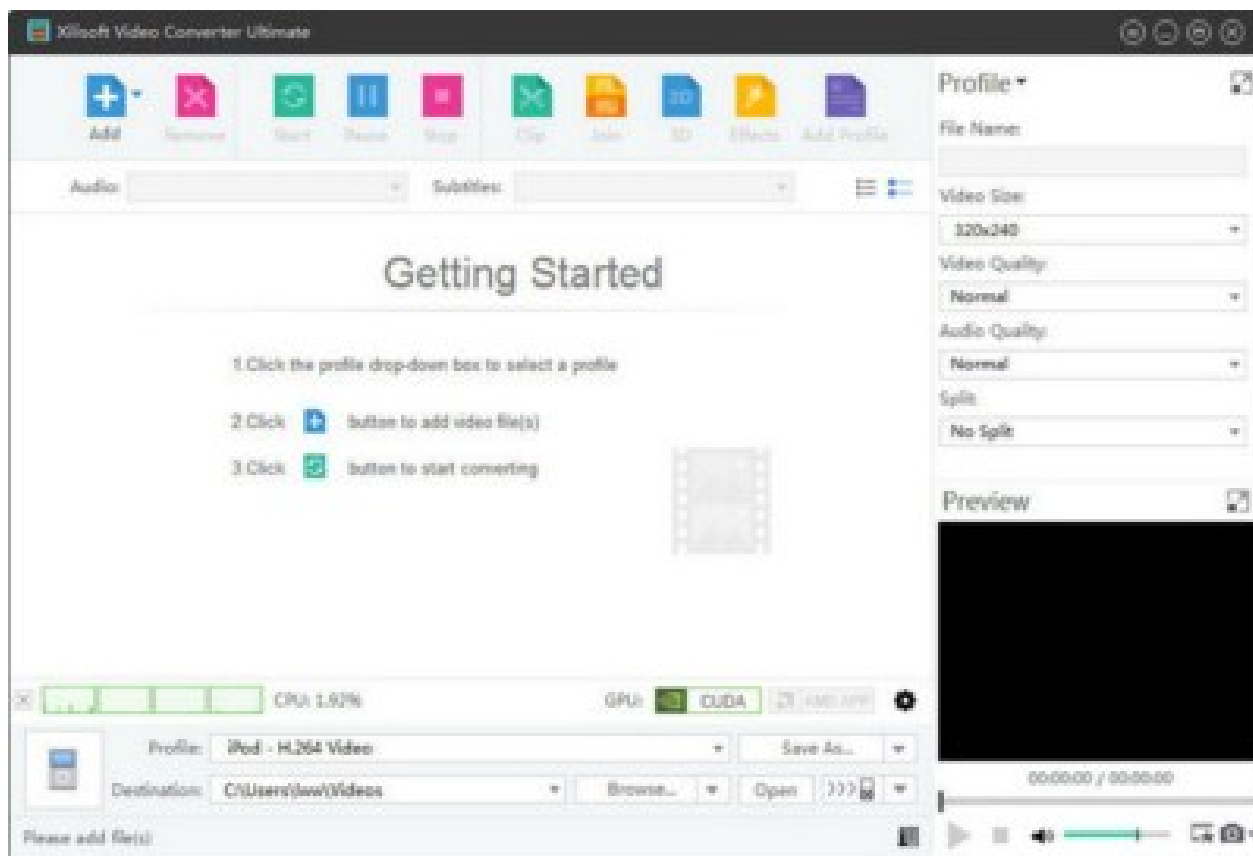 Xilisoft Video Converter Ultimate
Add Remove Start Pause Stop Clip Join 3D Effects Add Profile
Audio: Subtitles:
Getting Started
1.Click the profile drop-down box to select a profile
2.Click button to add video file(s)
3.Click button to start converting
CPU: 1.92% GPU: CUDA AMD APP
Profile: iPod - H.264 Video Save As...
Destination: Browse... Open
Please add file(s)
Profile
File Name:
Video Size:
320x240
Video Quality:
Normal
Audio Quality:
Normal
Split:
No Split
Preview
00:00:00 / 00:00:00